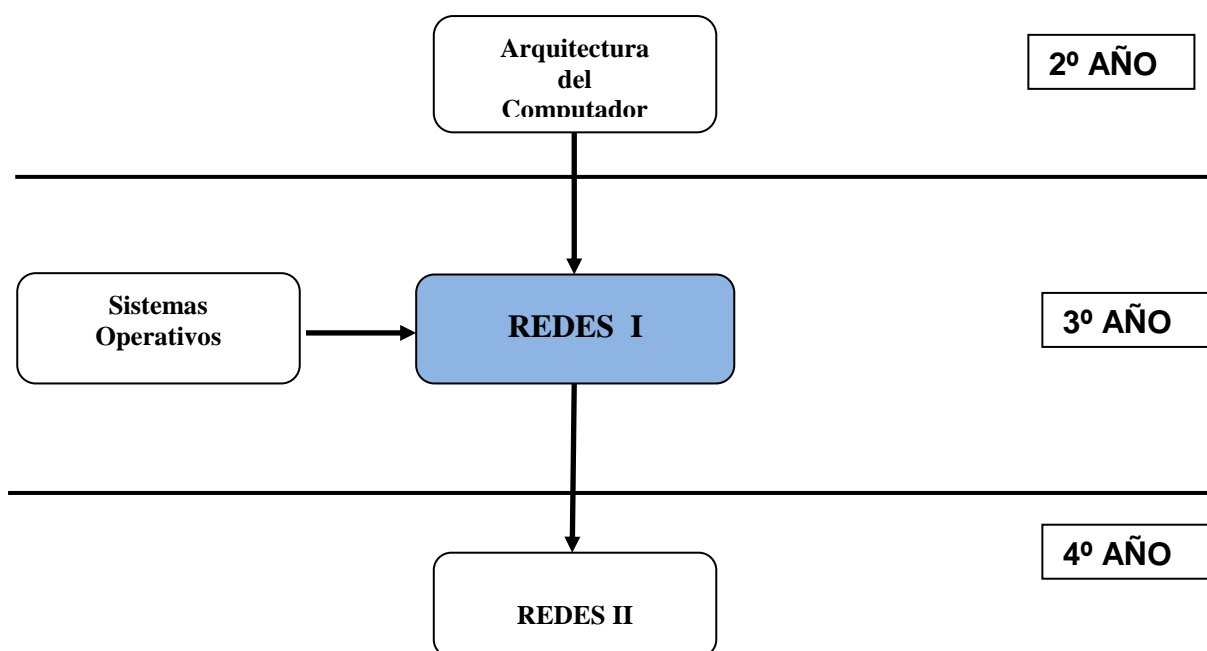 Arquitectura
del
Computador
2º AÑO
Sistemas
Operativos
REDES I
3º AÑO
4º AÑO
REDES II